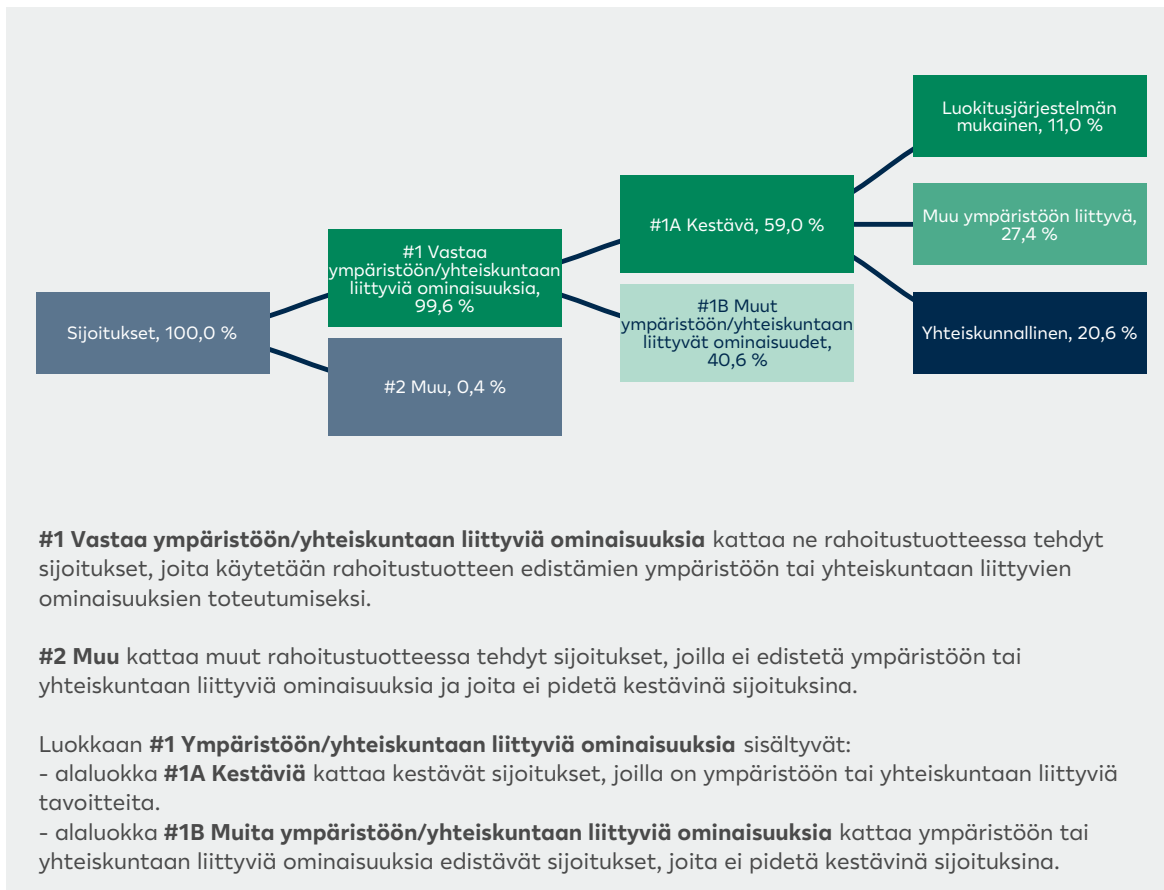 Sijoitukset, 100,0 %
#1 Vastaa
ympäristöön/yhteiskuntaan
liittyviä ominaisuuksia,
99,6 %
#2 Muu, 0,4 %
#1A Kestävä, 59,0 %
#1B Muut
ympäristöön/yhteiskuntaan
liittyvät ominaisuudet,
40,6 %
Luokitusjärjestelmän
mukainen, 11,0 %
Muu ympäristöön liittyvä,
27,4 %
Yhteiskunnallinen, 20,6 %
#1 Vastaa ympäristöön/yhteiskuntaan liittyviä ominaisuuksia kattaa ne rahoitustuotteessa tehdyt
sijoitukset, joita käytetään rahoitustuotteen edistämien ympäristöön tai yhteiskuntaan liittyvien
ominaisuuksien toteutumiseksi.
#2 Muu kattaa muut rahoitustuotteessa tehdyt sijoitukset, joilla ei edistetä ympäristöön tai
yhteiskuntaan liittyviä ominaisuuksia ja joita ei pidetä kestävinä sijoituksina.
Luokkaan #1 Ympäristöön/yhteiskuntaan liittyviä ominaisuuksia sisältyvät:
- alaluokka #1A Kestäviä kattaa kestävät sijoitukset, joilla on ympäristöön tai yhteiskuntaan liittyviä
tavoitteita.
- alaluokka #1B Muita ympäristöön/yhteiskuntaan liittyviä ominaisuuksia kattaa ympäristöön tai
yhteiskuntaan liittyviä ominaisuuksia edistävät sijoitukset, joita ei pidetä kestävinä sijoituksina.